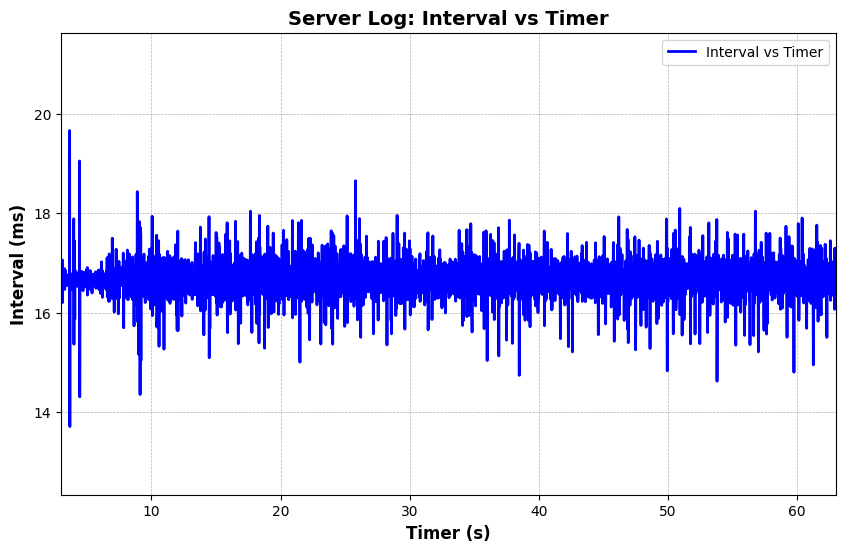 Server Log: Interval vs Timer
Interval vs Timer
20
18
16
14
Interval (ms)
10
20
30
40
50
60
Timer (s)